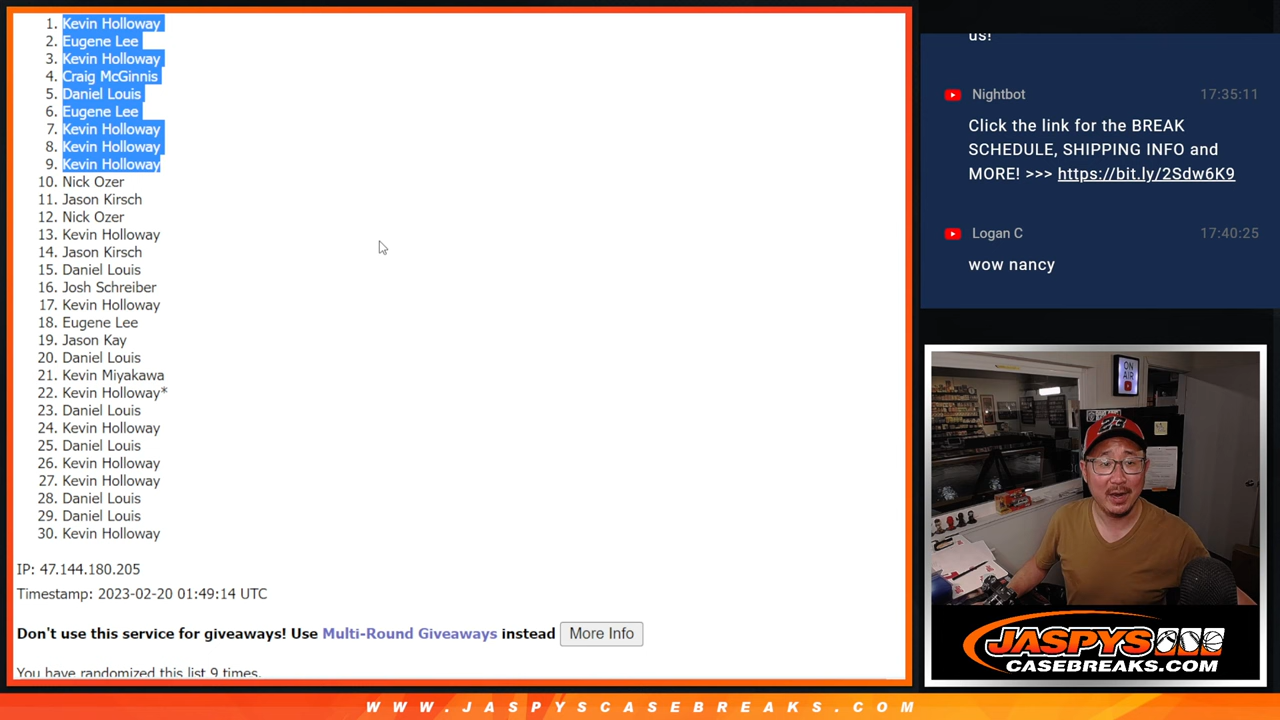 1. Kevin Holloway
2. Eugene Lee
3. Kevin Holloway
4. Craig McGinnis
5. Daniel Louis
6. Eugene Lee
7. Kevin Holloway
8. Kevin Holloway
9. Kevin Holloway
10. Nick Ozer
11. Jason Kirsch
12. Nick Ozer
13. Kevin Holloway
14. Jason Kirsch
15. Daniel Louis
16. Josh Schreiber
17. Kevin Holloway
18. Eugene Lee
19. Jason Kay
20. Daniel Louis
21. Kevin Miyakawa
22. Kevin Holloway*
23. Daniel Louis
24. Kevin Holloway
25. Daniel Louis
26. Kevin Holloway
27. Kevin Holloway
28. Daniel Louis
29. Daniel Louis
30. Kevin Holloway
IP: 47.144.180.205
Timestamp: 2023-02-20 01:49:14 UTC
Don't use this service for giveaways! Use Multi-Round Giveaways instead More Info
You have randomized this list 9 times.
us!
Nightbot 17:35:11
Click the link for the BREAK
SCHEDULE, SHIPPING INFO and
MORE! >>> https://bit.ly/2Sdw6K9
Logan C 17:40:25
wow nancy
ON
AIR
JASPYS
CASEBREAKS.COM
WWW.JASPYSCASEBREAKS.COM